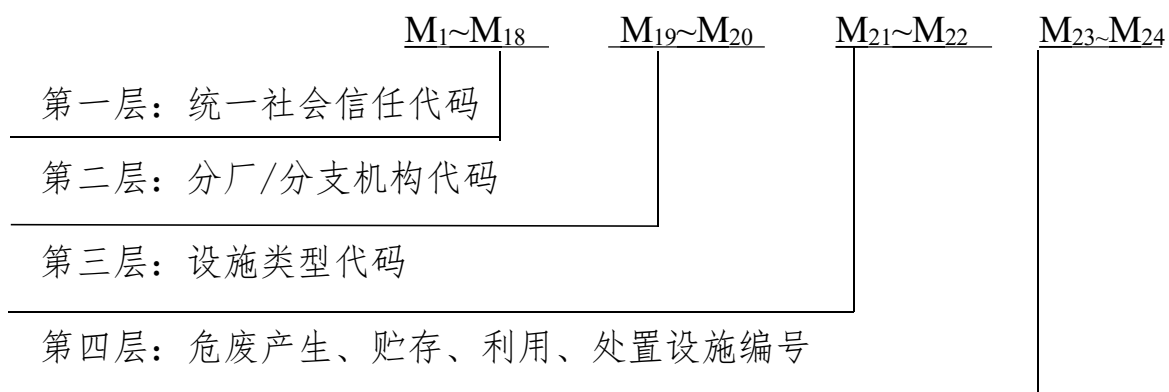 M₁~M₁₈ M₁₉~M₂₀ M₂₁~M₂₂ M₂₃~M₂₄
第一层：统一社会信任代码
第二层：分厂/分支机构代码
第三层：设施类型代码
第四层：危废产生、贮存、利用、处置设施编号